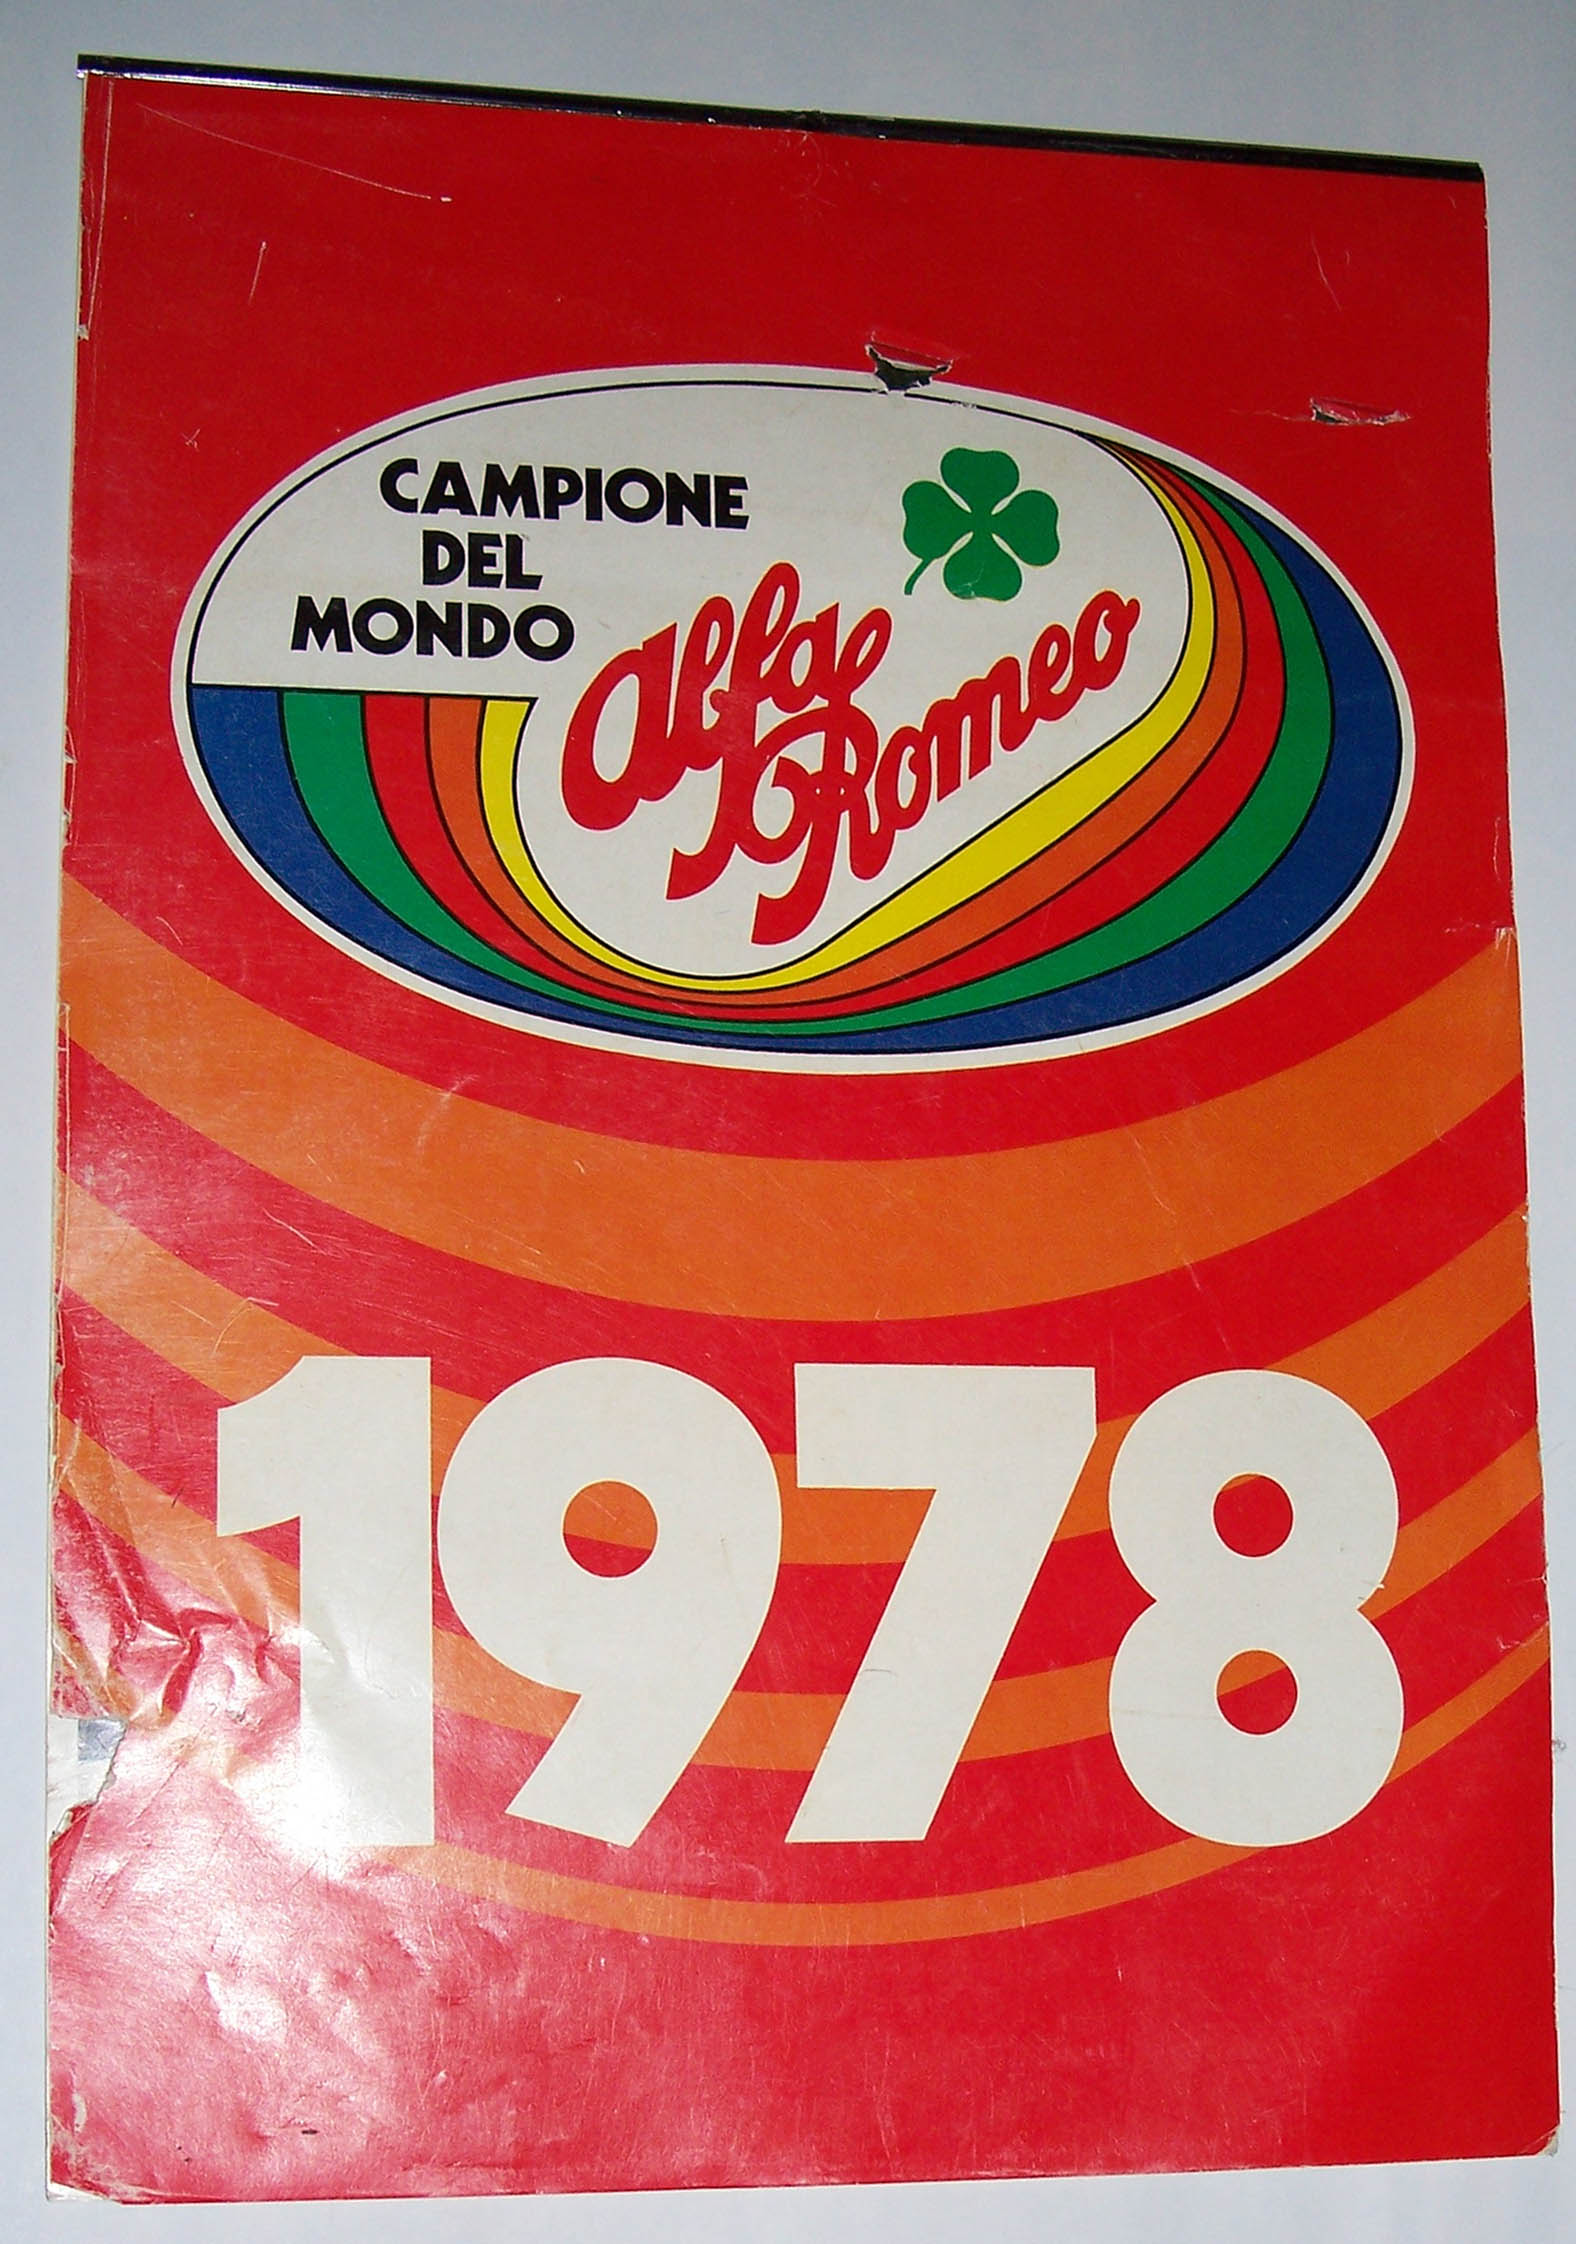 CAMPIONE
DEL
MONDO
Alfa
Romeo
1978